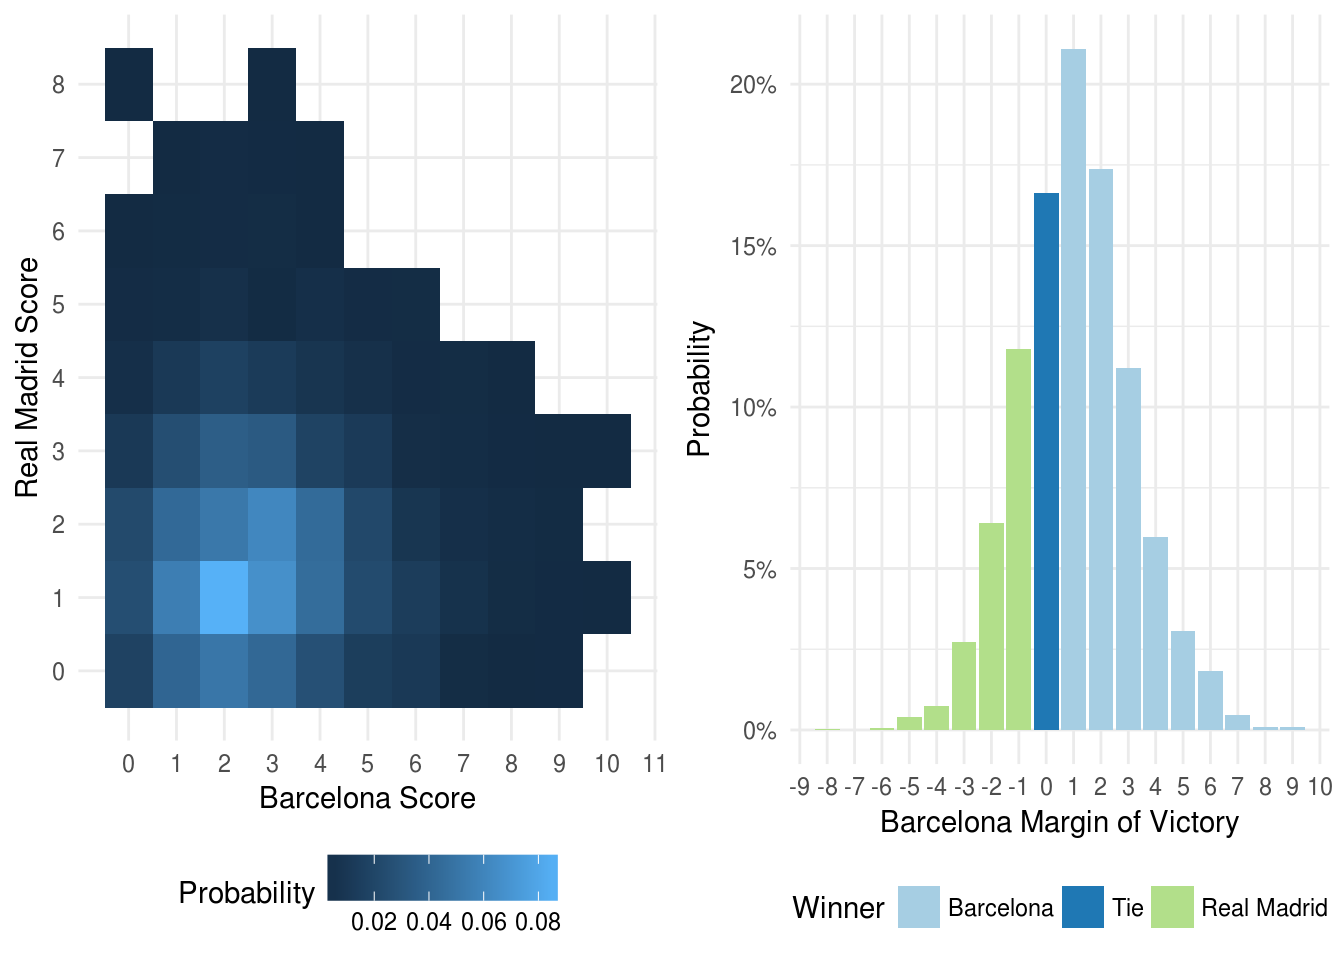 8
7
6
5
4
3
2
1
0
Real Madrid Score
0 1 2 3 4 5 6 7 8 9 10 11
Barcelona Score
Probability
0.02 0.04 0.06 0.08
20%
15%
10%
5%
0%
Probability
-9 -8 -7 -6 -5 -4 -3 -2 -1 0 1 2 3 4 5 6 7 8 9 10
Barcelona Margin of Victory
Winner Barcelona Tie Real Madrid